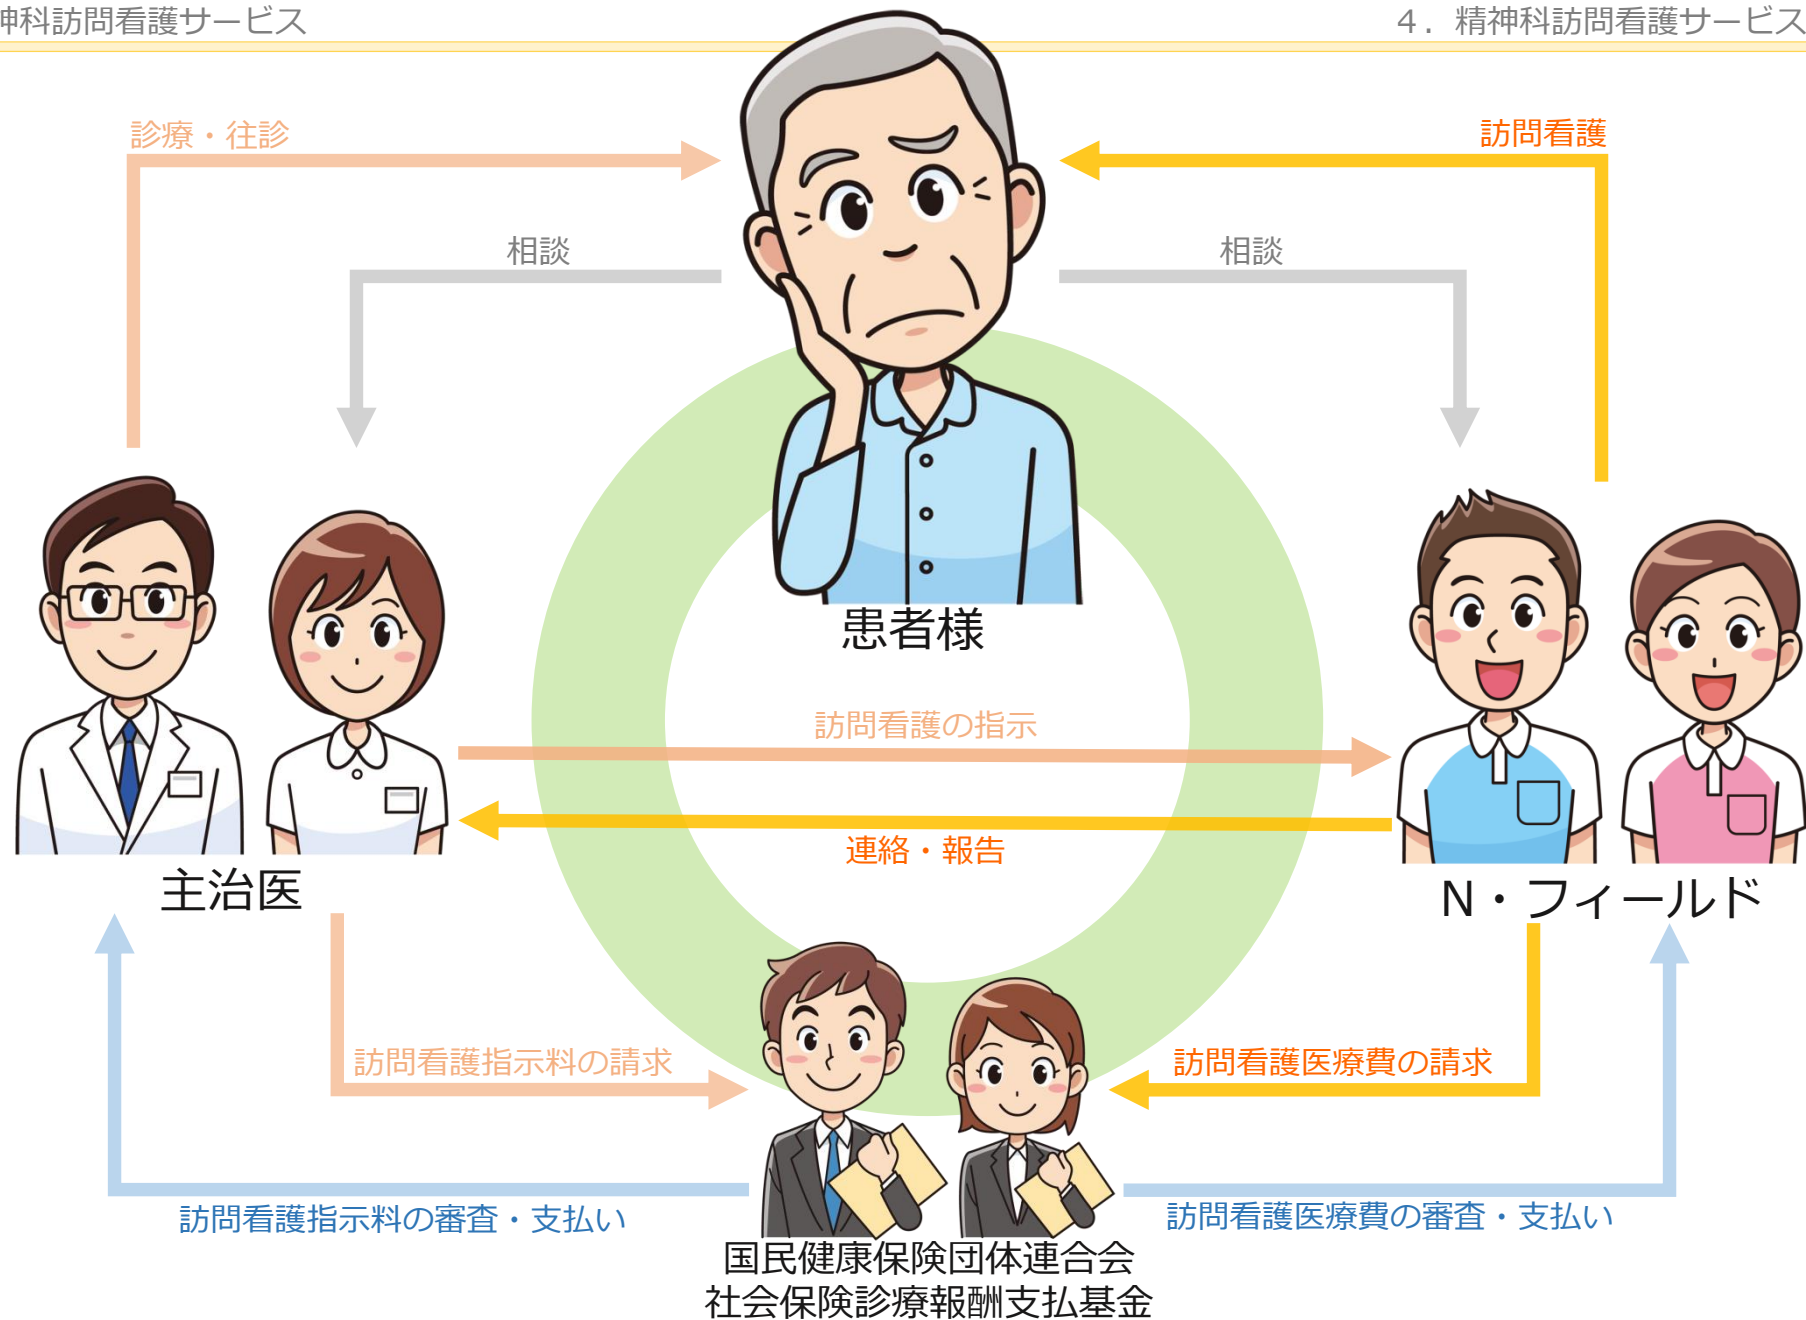 神科訪問看護サービス
４．精神科訪問看護サービス
診療・往診
訪問看護
相談
相談
患者様
訪問看護の指示
連絡・報告
主治医
N・フィールド
訪問看護指示料の請求
訪問看護医療費の請求
訪問看護指示料の審査・支払い
訪問看護医療費の審査・支払い
国民健康保険団体連合会
社会保険診療報酬支払基金